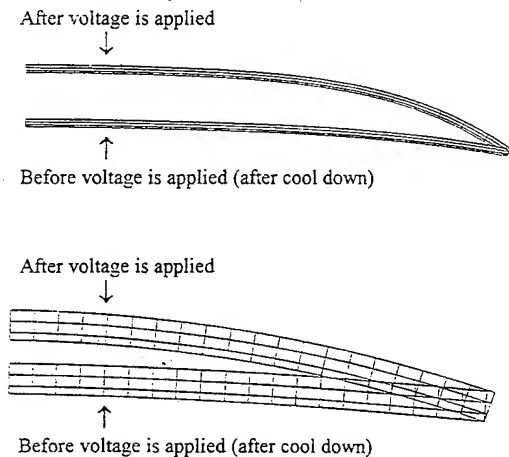 After voltage is applied
Before voltage is applied (after cool down)
After voltage is applied
Before voltage is applied (after cool down)